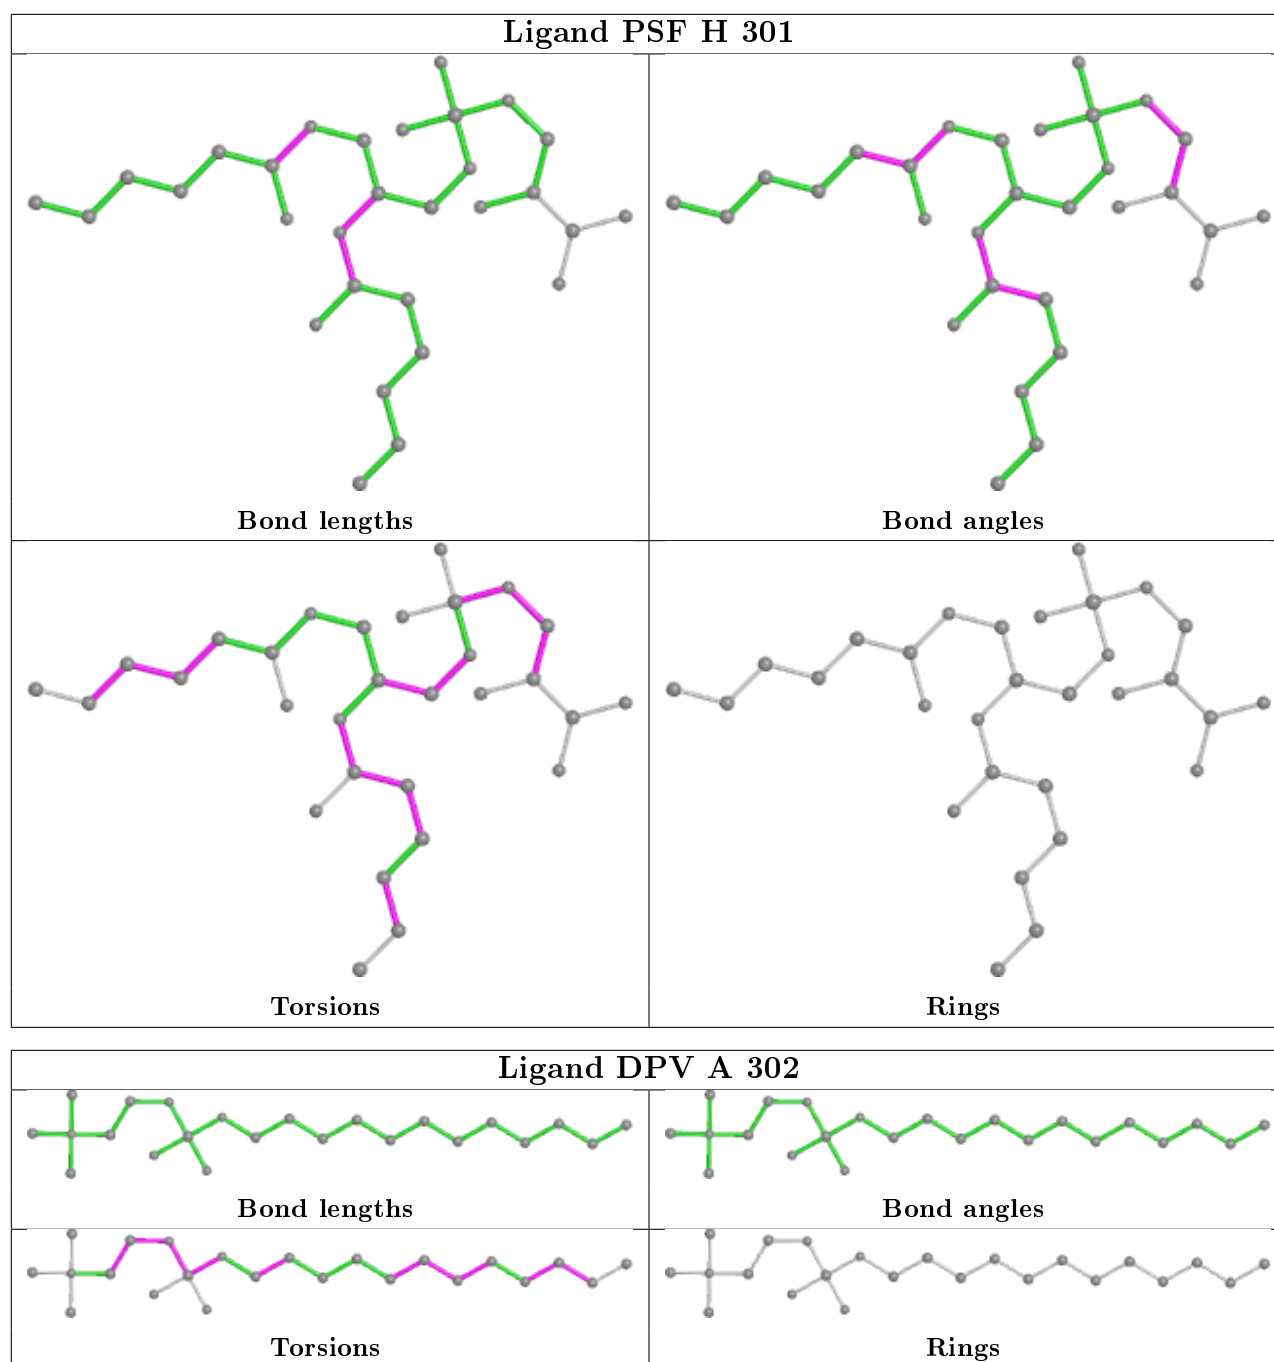 Ligand PSF H 301
Bond lengths
Bond angles
Torsions
Rings
Ligand DPV A 302
Bond lengths
Bond angles
Torsions
Rings